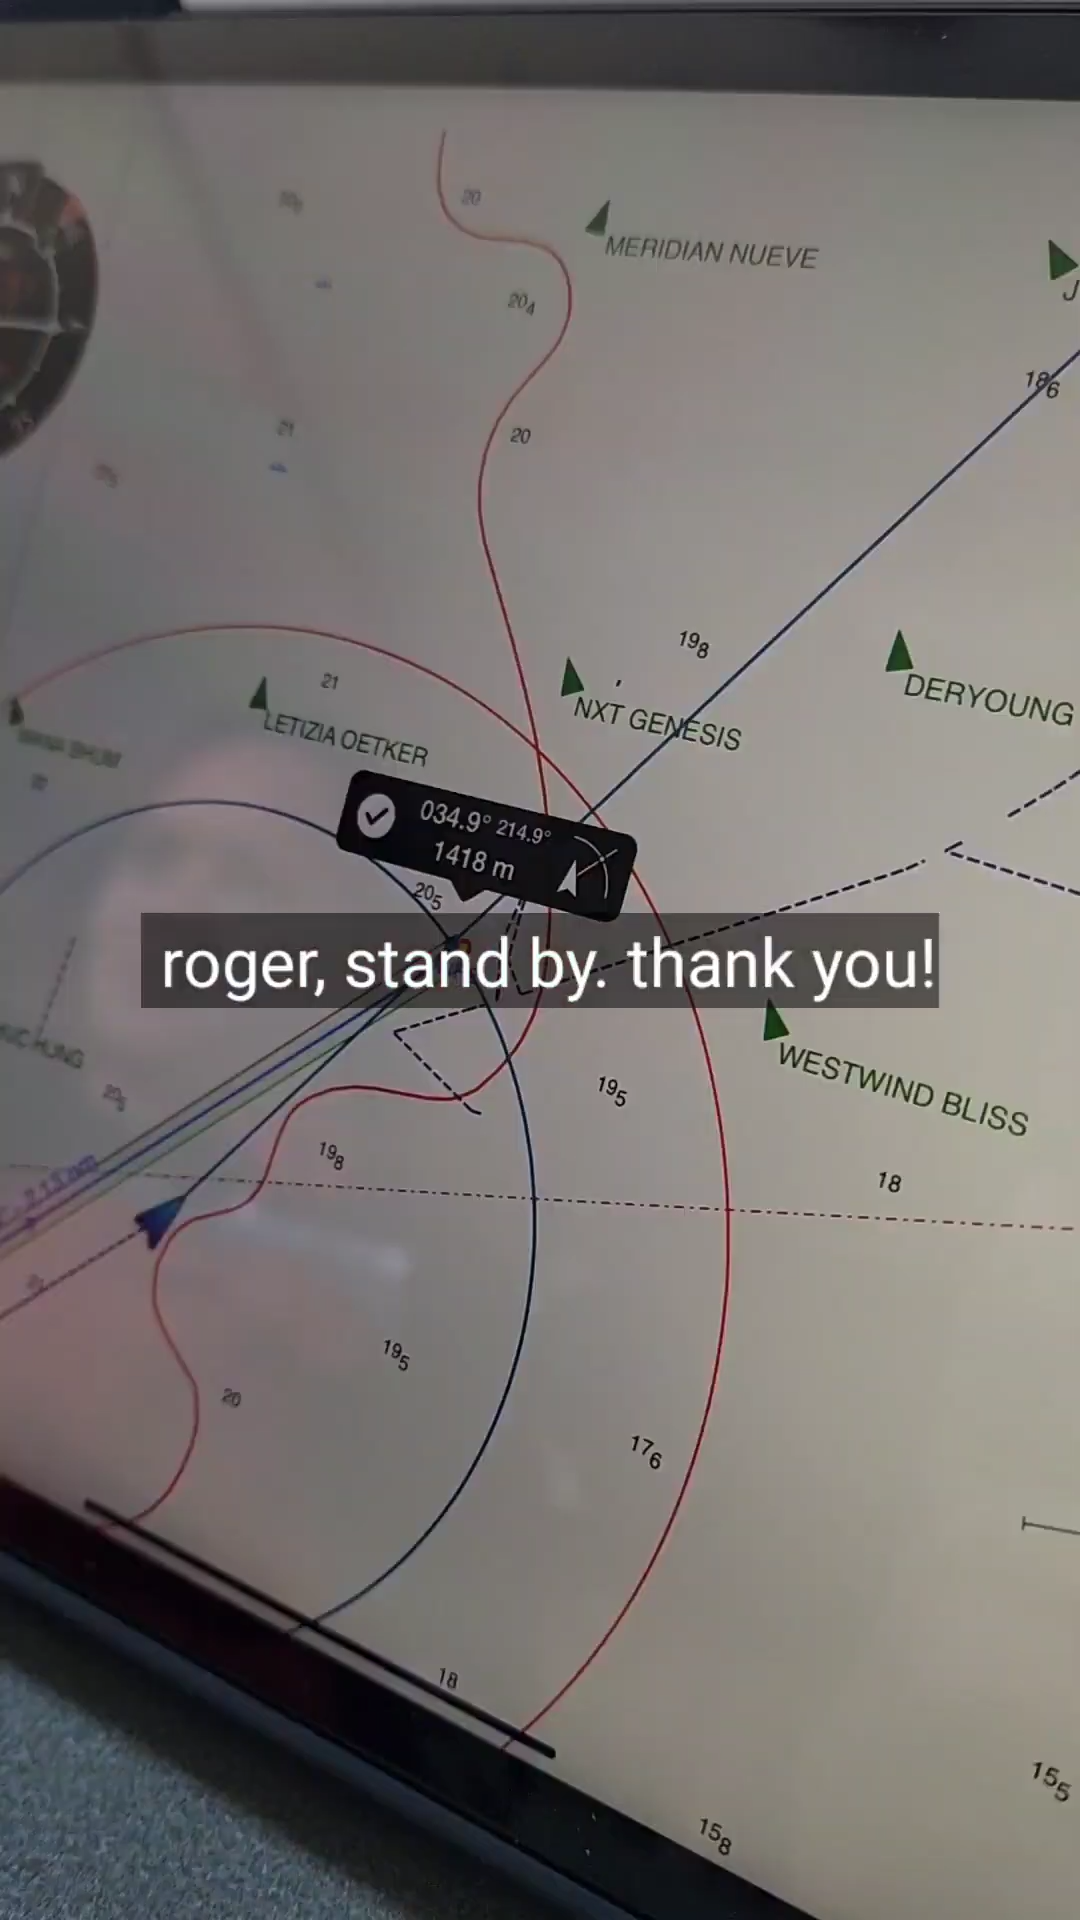 20
MERIDIAN NUEVE
J
20₄
18₆
21
20
19₈
21
DERYOUNG
NXT GENESIS
LETIZIA OETKER
034.9° 214.9°
1418 m
20₅
roger, stand by. thank you!
WESTWIND BLISS
19₅
19₈
18
19₅
20
17₆
18
15₅
15₈